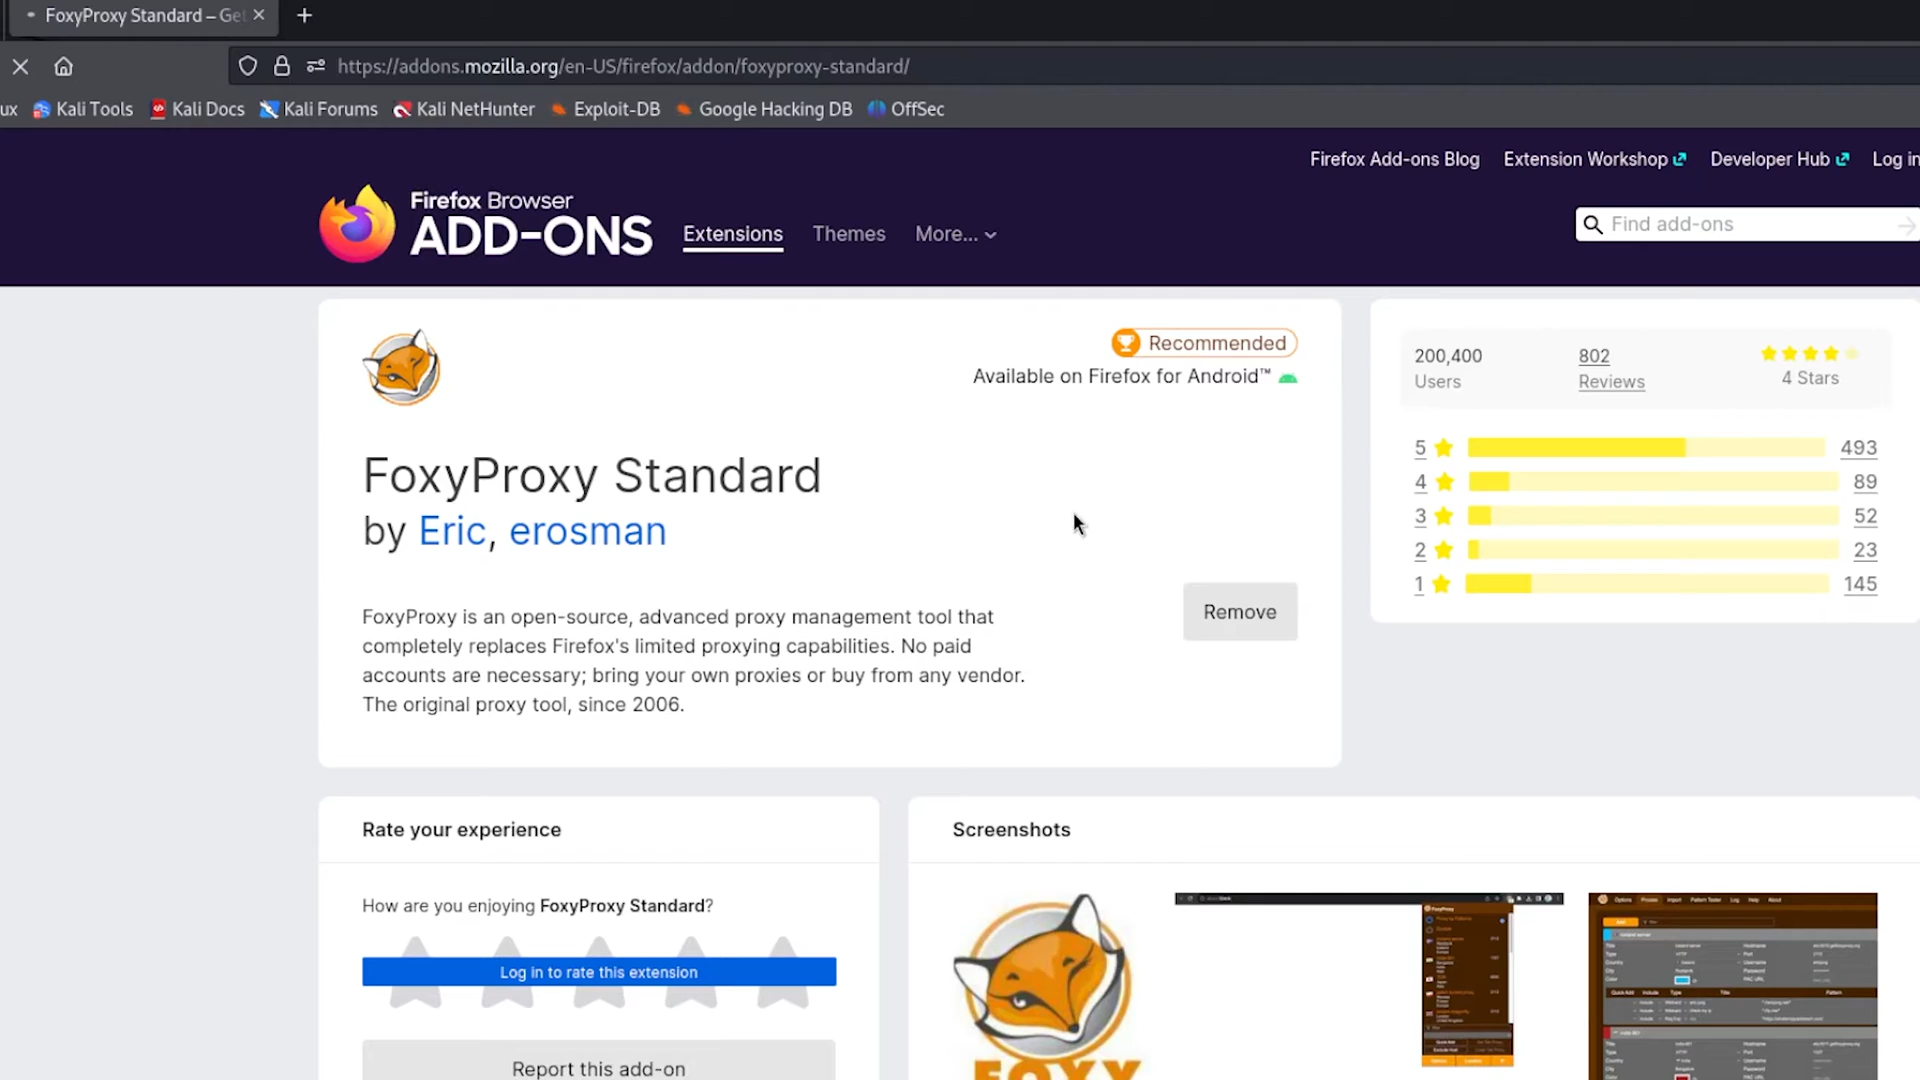 FoxyProxy Standard – Get
https://addons.mozilla.org/en-US/firefox/addon/foxyproxy-standard/
ux Kali Tools Kali Docs Kali Forums Kali NetHunter Exploit-DB Google Hacking DB OffSec
Firefox Add-ons Blog Extension Workshop Developer Hub Log in
Firefox Browser
ADD-ONS
Extensions Themes More...
Find add-ons
Recommended
Available on Firefox for Android™
FoxyProxy Standard
by Eric, erosman
FoxyProxy is an open-source, advanced proxy management tool that
completely replaces Firefox's limited proxying capabilities. No paid
accounts are necessary; bring your own proxies or buy from any vendor.
The original proxy tool, since 2006.
Remove
200,400 802
Users Reviews 4 Stars
5 493
4 89
3 52
2 23
1 145
Rate your experience
How are you enjoying FoxyProxy Standard?
Log in to rate this extension
Report this add-on
Screenshots
FOXY